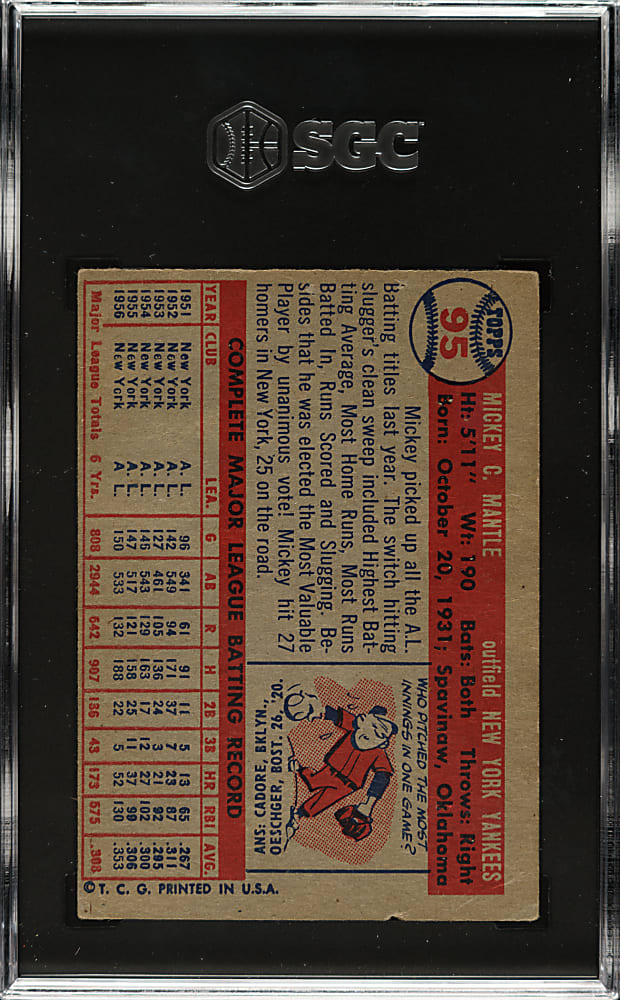 SGC
TOPPS
95
MICKEY C. MANTLE outfield NEW YORK YANKEES
Ht: 5'11" Wt: 190 Bats: Both Throws: Right
Born: October 20, 1931; Spavinaw, Oklahoma
Mickey picked up all the A.L.
Batting titles last year. The switch hitting
slugger's clean sweep included Highest Bat-
ting Average, Most Home Runs, Most Runs
Batted In, Runs Scored and Slugging. Be-
sides that he was elected the Most Valuable
Player by unanimous vote! Mickey hit 27
homers in New York, 25 on the road.
WHO PITCHED THE MOST
INNINGS IN ONE GAME?
ANS: CADORE BKLYN.,
OESCHGER BOST. 26, '20.
COMPLETE MAJOR LEAGUE BATTING RECORD
YEAR CLUB LEA. G AB R H 2B 3B HR RBI AVG.
1951 New York A. L. 96 341 61 91 11 5 13 65 .267
1952 New York A. L. 142 549 94 171 37 7 23 87 .311
1953 New York A. L. 127 461 105 136 24 3 21 92 .295
1954 New York A. L. 146 543 129 163 17 12 27 102 .300
1955 New York A. L. 147 517 121 158 25 11 37 99 .306
1956 New York A. L. 150 533 132 188 22 5 52 130 .353
Major League Totals 6 Yrs. 808 2944 642 907 136 43 173 575 .308
©T. C. G. PRINTED IN U.S.A.